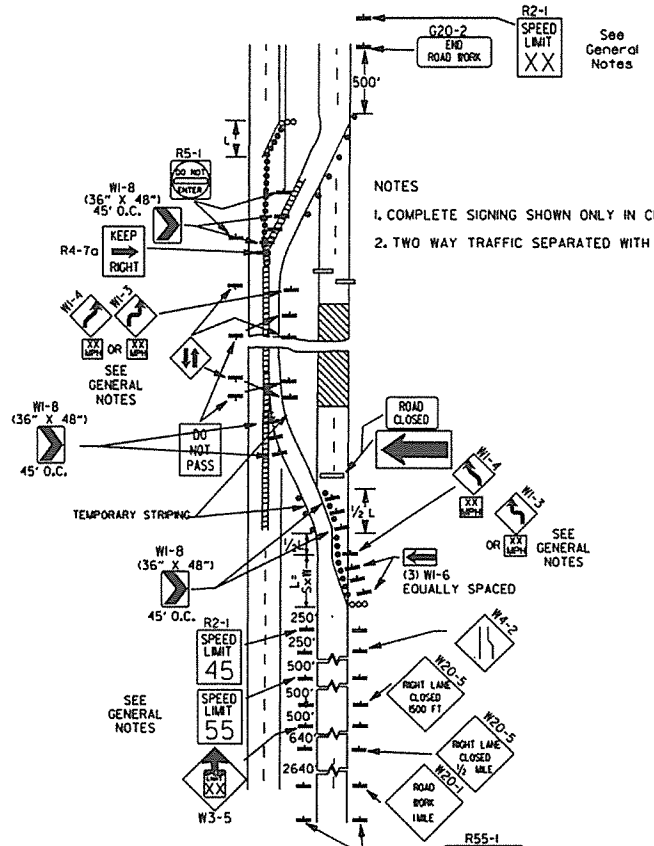 R2-1
SPEED
LIMIT
XX
See
General
Notes
G20-2
END
ROAD WORK
500'
L
R5-1
DO NOT
ENTER
W1-8
(36" X 48")
45' O.C.
R4-7a
KEEP
RIGHT
NOTES
1. COMPLETE SIGNING SHOWN ONLY IN
2. TWO WAY TRAFFIC SEPARATED WITH
W1-4
W1-3
XX
MPH
OR
XX
MPH
SEE
GENERAL
NOTES
W1-8
(36" X 48")
45' O.C.
DO
NOT
PASS
ROAD
CLOSED
TEMPORARY STRIPING
W1-4
XX
MPH
W1-3
OR
XX
MPH
SEE
GENERAL
NOTES
1/2 L
1/2 L
L=
SxW
W1-8
(36" X 48")
45' O.C.
(3) W1-6
EQUALLY SPACED
R2-1
SPEED
LIMIT
45
250'
250'
500'
500'
500'
640'
2640'
W4-2
SEE
GENERAL
NOTES
SPEED
LIMIT
55
W20-5
RIGHT LANE
CLOSED
1500 FT
W20-5
RIGHT LANE
CLOSED
1/2 MILE
XX
W3-5
W20-1
ROAD
WORK
1 MILE
R55-1